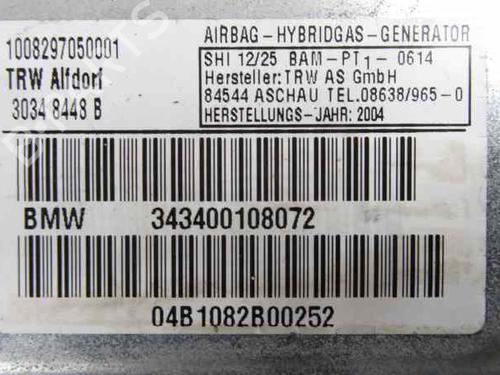 1008297050001
TRW Alfdorf
3034 8448 B
AIRBAG-HYBRIDGAS-GENERATOR
SHI 12/25 BAM-PT1-0614
Hersteller:TRW AS GmbH
84544 ASCHAU TEL.08638/965-0
HERSTELLUNGS-JAHR: 2004
BMW 343400108072
04B1082B00252